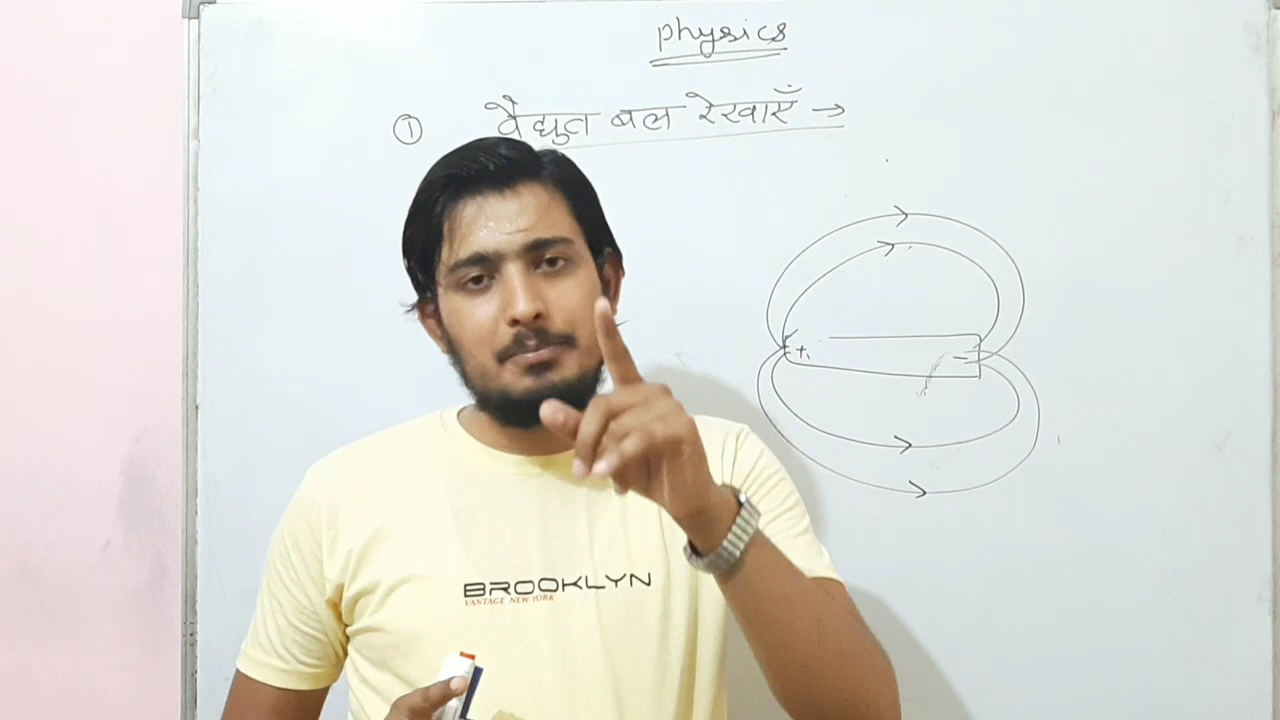 physics
① वैद्युत बल रेखाएँ →
+
−
BROOKLYN
VANTAGE NEW YORK